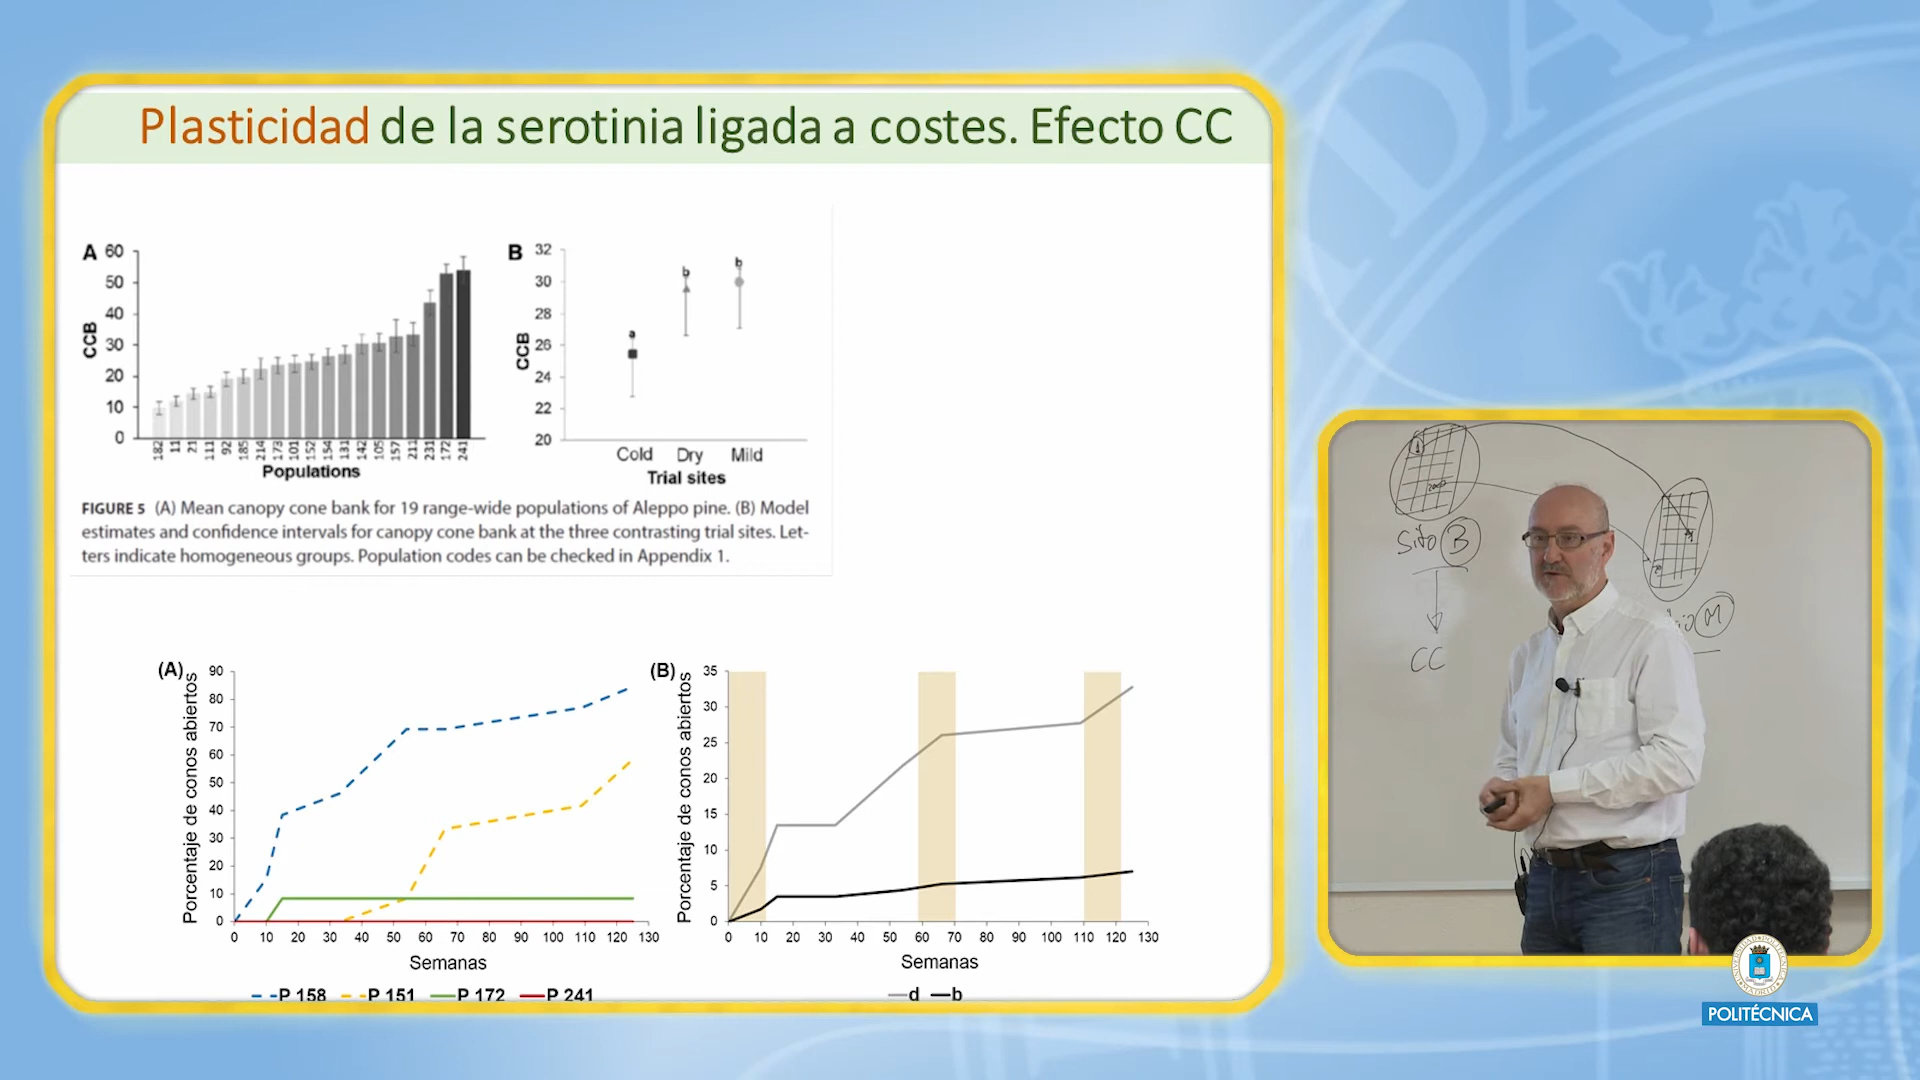 Plasticidad de la serotinia ligada a costes. Efecto CC
A
CCB
60
50
40
30
20
10
0
182 11 21 111 92 185 214 173 101 152 154 131 142 105 157 211 231 172 241
Populations
B
CCB
32
30
28
26
24
22
20
a
b
b
Cold Dry Mild
Trial sites
FIGURE 5 (A) Mean canopy cone bank for 19 range-wide populations of Aleppo pine. (B) Model
estimates and confidence intervals for canopy cone bank at the three contrasting trial sites. Let-
ters indicate homogeneous groups. Population codes can be checked in Appendix 1.
(A)
Porcentaje de conos abiertos
90
80
70
60
50
40
30
20
10
0
0 10 20 30 40 50 60 70 80 90 100 110 120 130
Semanas
P 158 P 151 P 172 P 241
(B)
Porcentaje de conos abiertos
35
30
25
20
15
10
5
0
0 10 20 30 40 50 60 70 80 90 100 110 120 130
Semanas
d b
Sitio B
CC
M
POLITÉCNICA